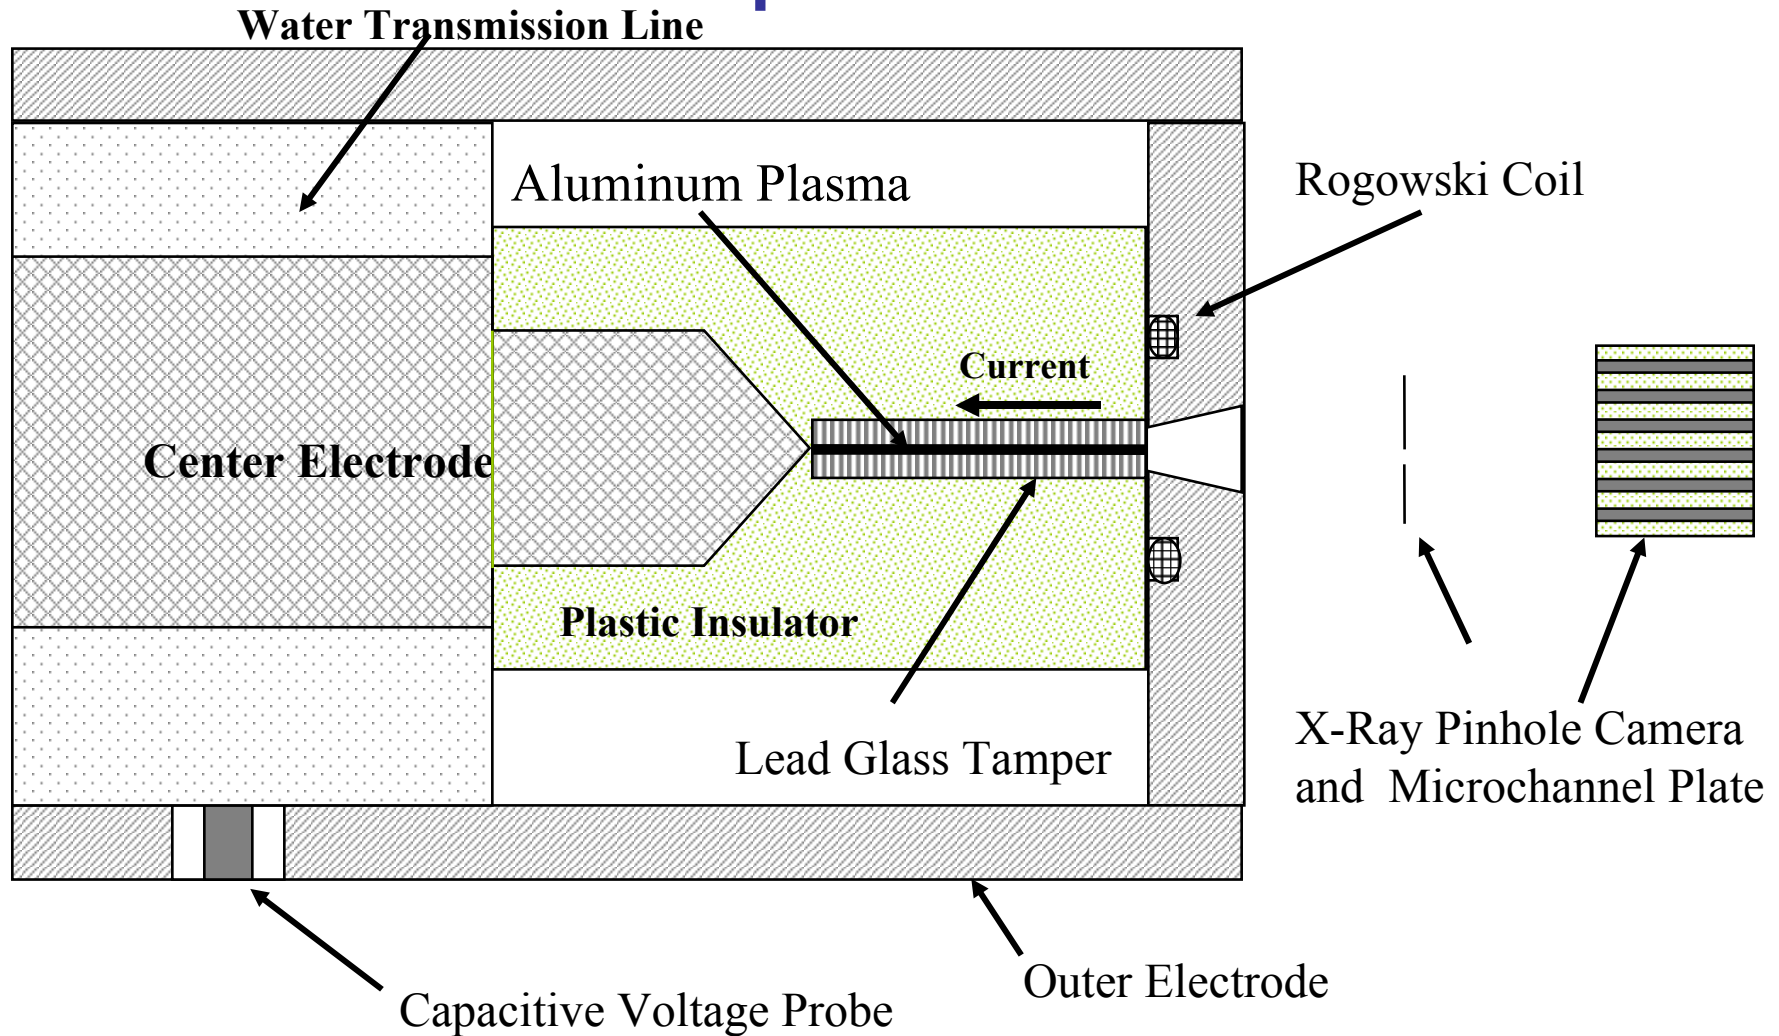 Water Transmission Line
Aluminum Plasma
Rogowski Coil
Current
Center Electrode
Plastic Insulator
Lead Glass Tamper
X-Ray Pinhole Camera
and Microchannel Plate
Outer Electrode
Capacitive Voltage Probe